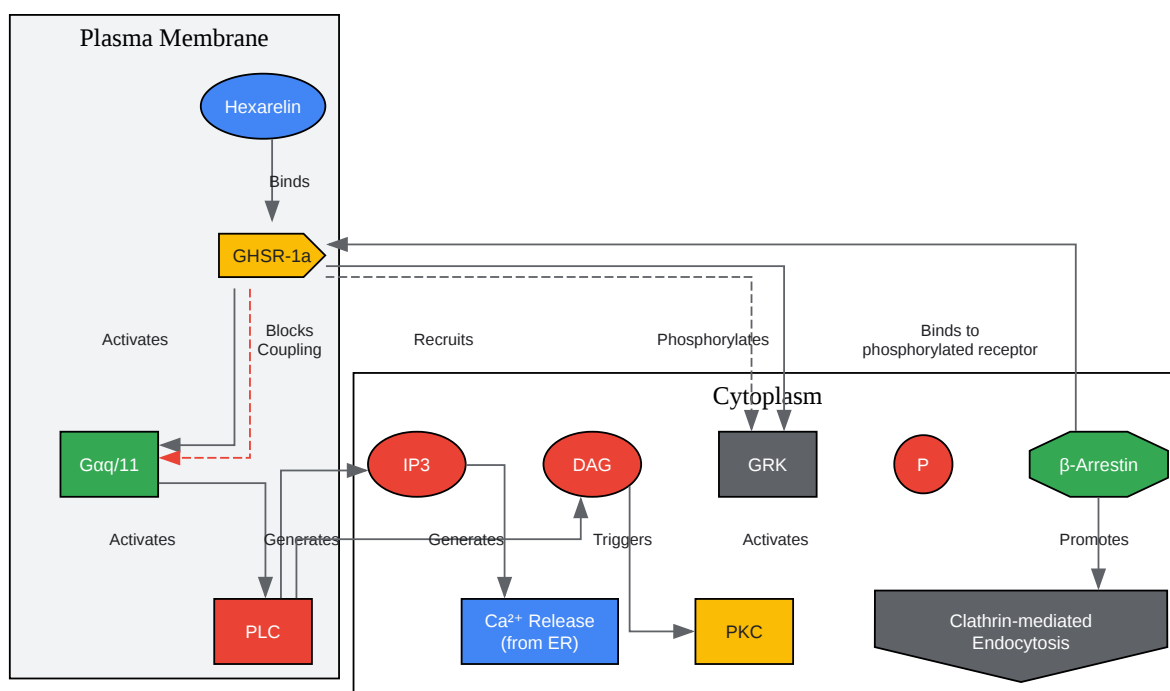 Plasma Membrane
Hexarelin
Binds
GHSR-1a
Activates
Blocks
Coupling
Recruits
Phosphorylates
Binds to
phosphorylated receptor
Cytoplasm
Gαq/11
IP3
DAG
GRK
P
β-Arrestin
Activates
Generates
Generates
Triggers
Activates
Promotes
PLC
Ca²⁺ Release
(from ER)
PKC
Clathrin-mediated
Endocytosis